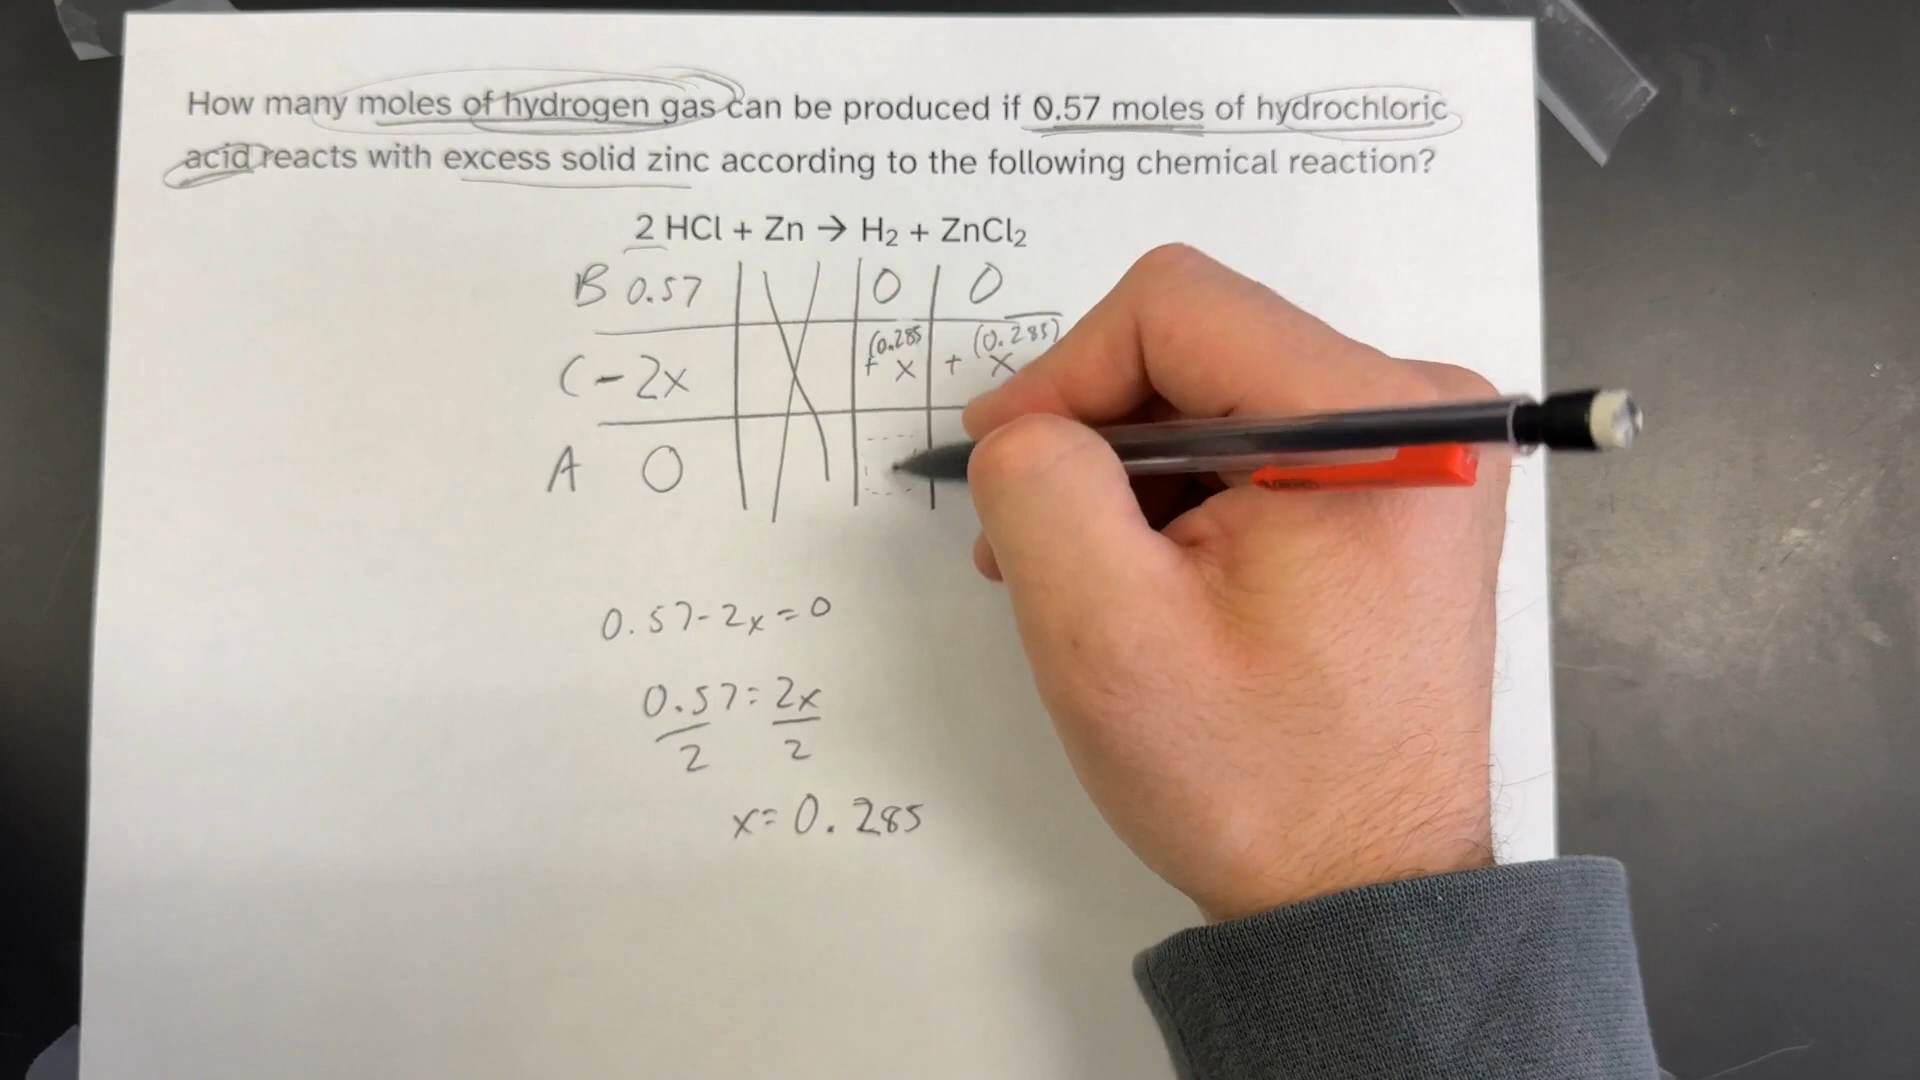 How many moles of hydrogen gas can be produced if 0.57 moles of hydrochloric
acid reacts with excess solid zinc according to the following chemical reaction?
2 HCl + Zn → H₂ + ZnCl₂
B 0.57 0 0
(0.285 (0.285)
C -2x + x + x
A 0
0.57-2x=0
0.57=2x
2 2
x=0.285